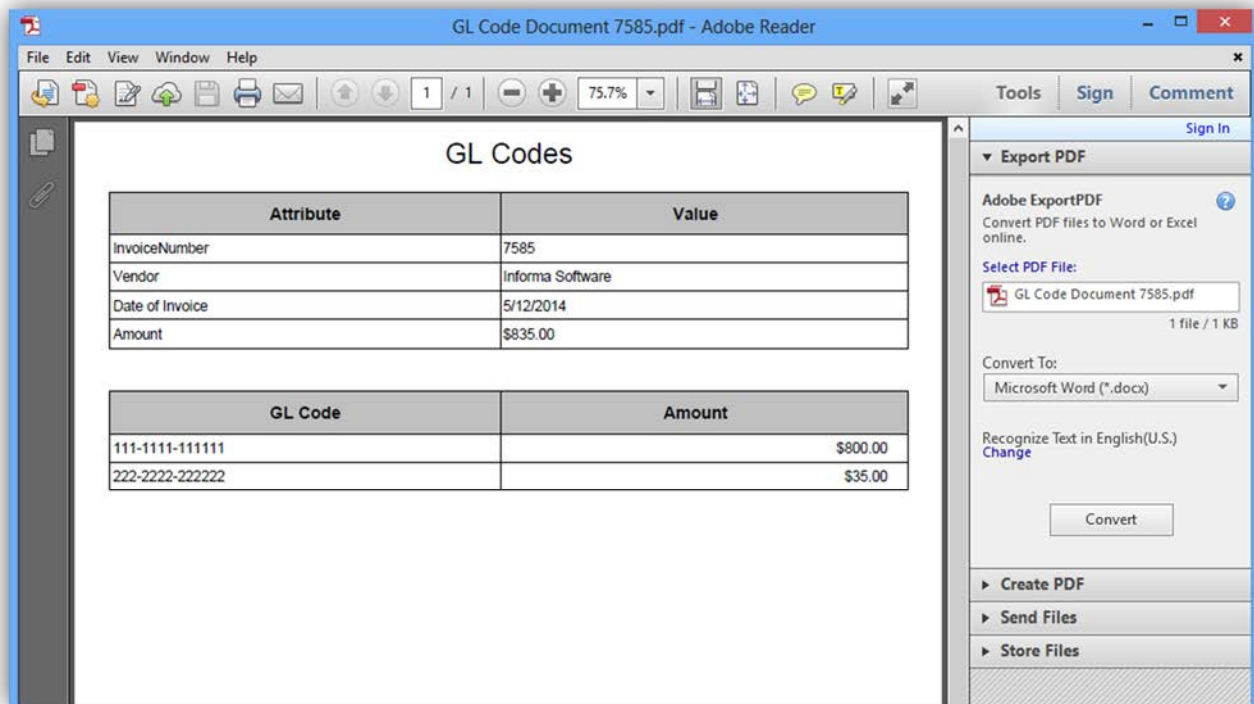 GL Code Document 7585.pdf - Adobe Reader
File Edit View Window Help
1 / 1 75.7% Tools Sign Comment
Sign In
GL Codes
Attribute Value
InvoiceNumber 7585
Vendor Informa Software
Date of Invoice 5/12/2014
Amount $835.00
GL Code Amount
111-1111-111111 $800.00
222-2222-222222 $35.00
Export PDF
Adobe ExportPDF
Convert PDF files to Word or Excel
online.
Select PDF File:
GL Code Document 7585.pdf
1 file / 1 KB
Convert To:
Microsoft Word (*.docx)
Recognize Text in English(U.S.)
Change
Convert
Create PDF
Send Files
Store Files